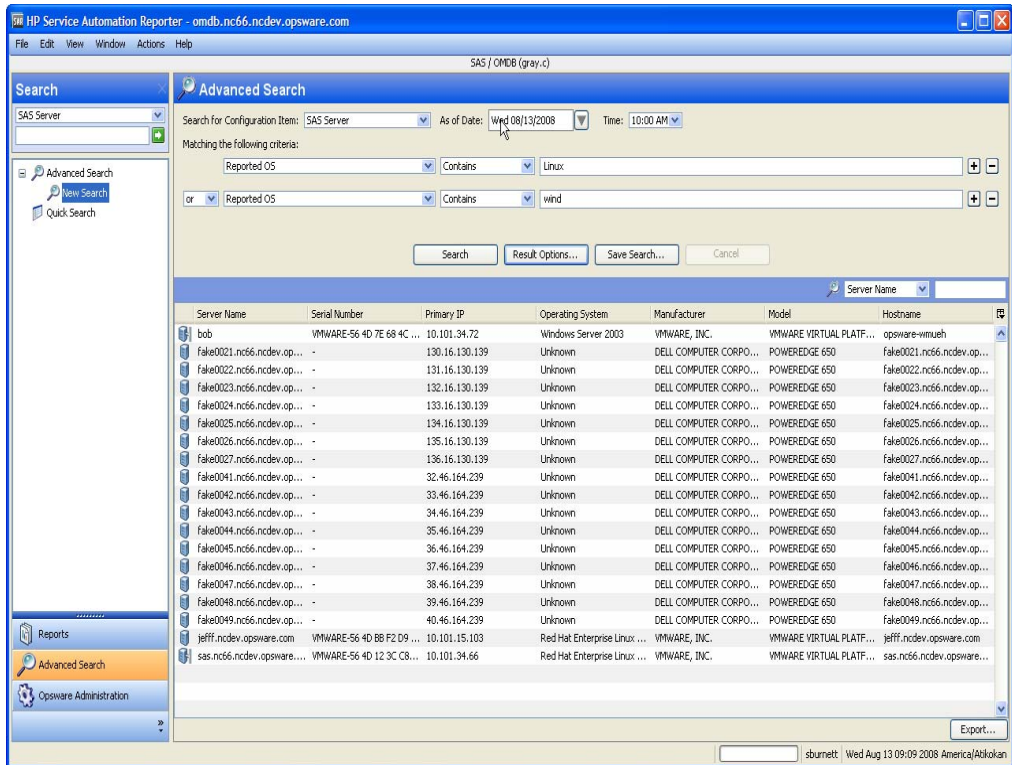 HP Service Automation Reporter - omdb.nc66.ncdev.opsware.com
File Edit View Window Actions Help
SAS / OMDB (gray.c)
Search
SAS Server
Advanced Search
New Search
Quick Search
Reports
Advanced Search
Opsware Administration
Advanced Search
Search for Configuration Item: SAS Server As of Date: Wed 08/13/2008 Time: 10:00 AM
Matching the following criteria:
Reported OS Contains Linux
or Reported OS Contains wind
Search Result Options... Save Search... Cancel
Server Name
Server Name Serial Number Primary IP Operating System Manufacturer Model Hostname
bob VMWARE-56 4D 7E 68 4C ... 10.101.34.72 Windows Server 2003 VMWARE, INC. VMWARE VIRTUAL PLATF... opsware-wmueh
fake0021.nc66.ncdev.op... - 130.16.130.139 Unknown DELL COMPUTER CORPO... POWEREDGE 650 fake0021.nc66.ncdev.op...
fake0022.nc66.ncdev.op... - 131.16.130.139 Unknown DELL COMPUTER CORPO... POWEREDGE 650 fake0022.nc66.ncdev.op...
fake0023.nc66.ncdev.op... - 132.16.130.139 Unknown DELL COMPUTER CORPO... POWEREDGE 650 fake0023.nc66.ncdev.op...
fake0024.nc66.ncdev.op... - 133.16.130.139 Unknown DELL COMPUTER CORPO... POWEREDGE 650 fake0024.nc66.ncdev.op...
fake0025.nc66.ncdev.op... - 134.16.130.139 Unknown DELL COMPUTER CORPO... POWEREDGE 650 fake0025.nc66.ncdev.op...
fake0026.nc66.ncdev.op... - 135.16.130.139 Unknown DELL COMPUTER CORPO... POWEREDGE 650 fake0026.nc66.ncdev.op...
fake0027.nc66.ncdev.op... - 136.16.130.139 Unknown DELL COMPUTER CORPO... POWEREDGE 650 fake0027.nc66.ncdev.op...
fake0041.nc66.ncdev.op... - 32.46.164.239 Unknown DELL COMPUTER CORPO... POWEREDGE 650 fake0041.nc66.ncdev.op...
fake0042.nc66.ncdev.op... - 33.46.164.239 Unknown DELL COMPUTER CORPO... POWEREDGE 650 fake0042.nc66.ncdev.op...
fake0043.nc66.ncdev.op... - 34.46.164.239 Unknown DELL COMPUTER CORPO... POWEREDGE 650 fake0043.nc66.ncdev.op...
fake0044.nc66.ncdev.op... - 35.46.164.239 Unknown DELL COMPUTER CORPO... POWEREDGE 650 fake0044.nc66.ncdev.op...
fake0045.nc66.ncdev.op... - 36.46.164.239 Unknown DELL COMPUTER CORPO... POWEREDGE 650 fake0045.nc66.ncdev.op...
fake0046.nc66.ncdev.op... - 37.46.164.239 Unknown DELL COMPUTER CORPO... POWEREDGE 650 fake0046.nc66.ncdev.op...
fake0047.nc66.ncdev.op... - 38.46.164.239 Unknown DELL COMPUTER CORPO... POWEREDGE 650 fake0047.nc66.ncdev.op...
fake0048.nc66.ncdev.op... - 39.46.164.239 Unknown DELL COMPUTER CORPO... POWEREDGE 650 fake0048.nc66.ncdev.op...
fake0049.nc66.ncdev.op... - 40.46.164.239 Unknown DELL COMPUTER CORPO... POWEREDGE 650 fake0049.nc66.ncdev.op...
jefff.ncdev.opsware.com VMWARE-56 4D BB F2 D9 ... 10.101.15.103 Red Hat Enterprise Linux ... VMWARE, INC. VMWARE VIRTUAL PLATF... jefff.ncdev.opsware.com
sas.nc66.ncdev.opsware.... VMWARE-56 4D 12 3C C8... 10.101.34.66 Red Hat Enterprise Linux ... VMWARE, INC. VMWARE VIRTUAL PLATF... sas.nc66.ncdev.opsware...
Export...
sburnett Wed Aug 13 09:09 2008 America/Atikokan